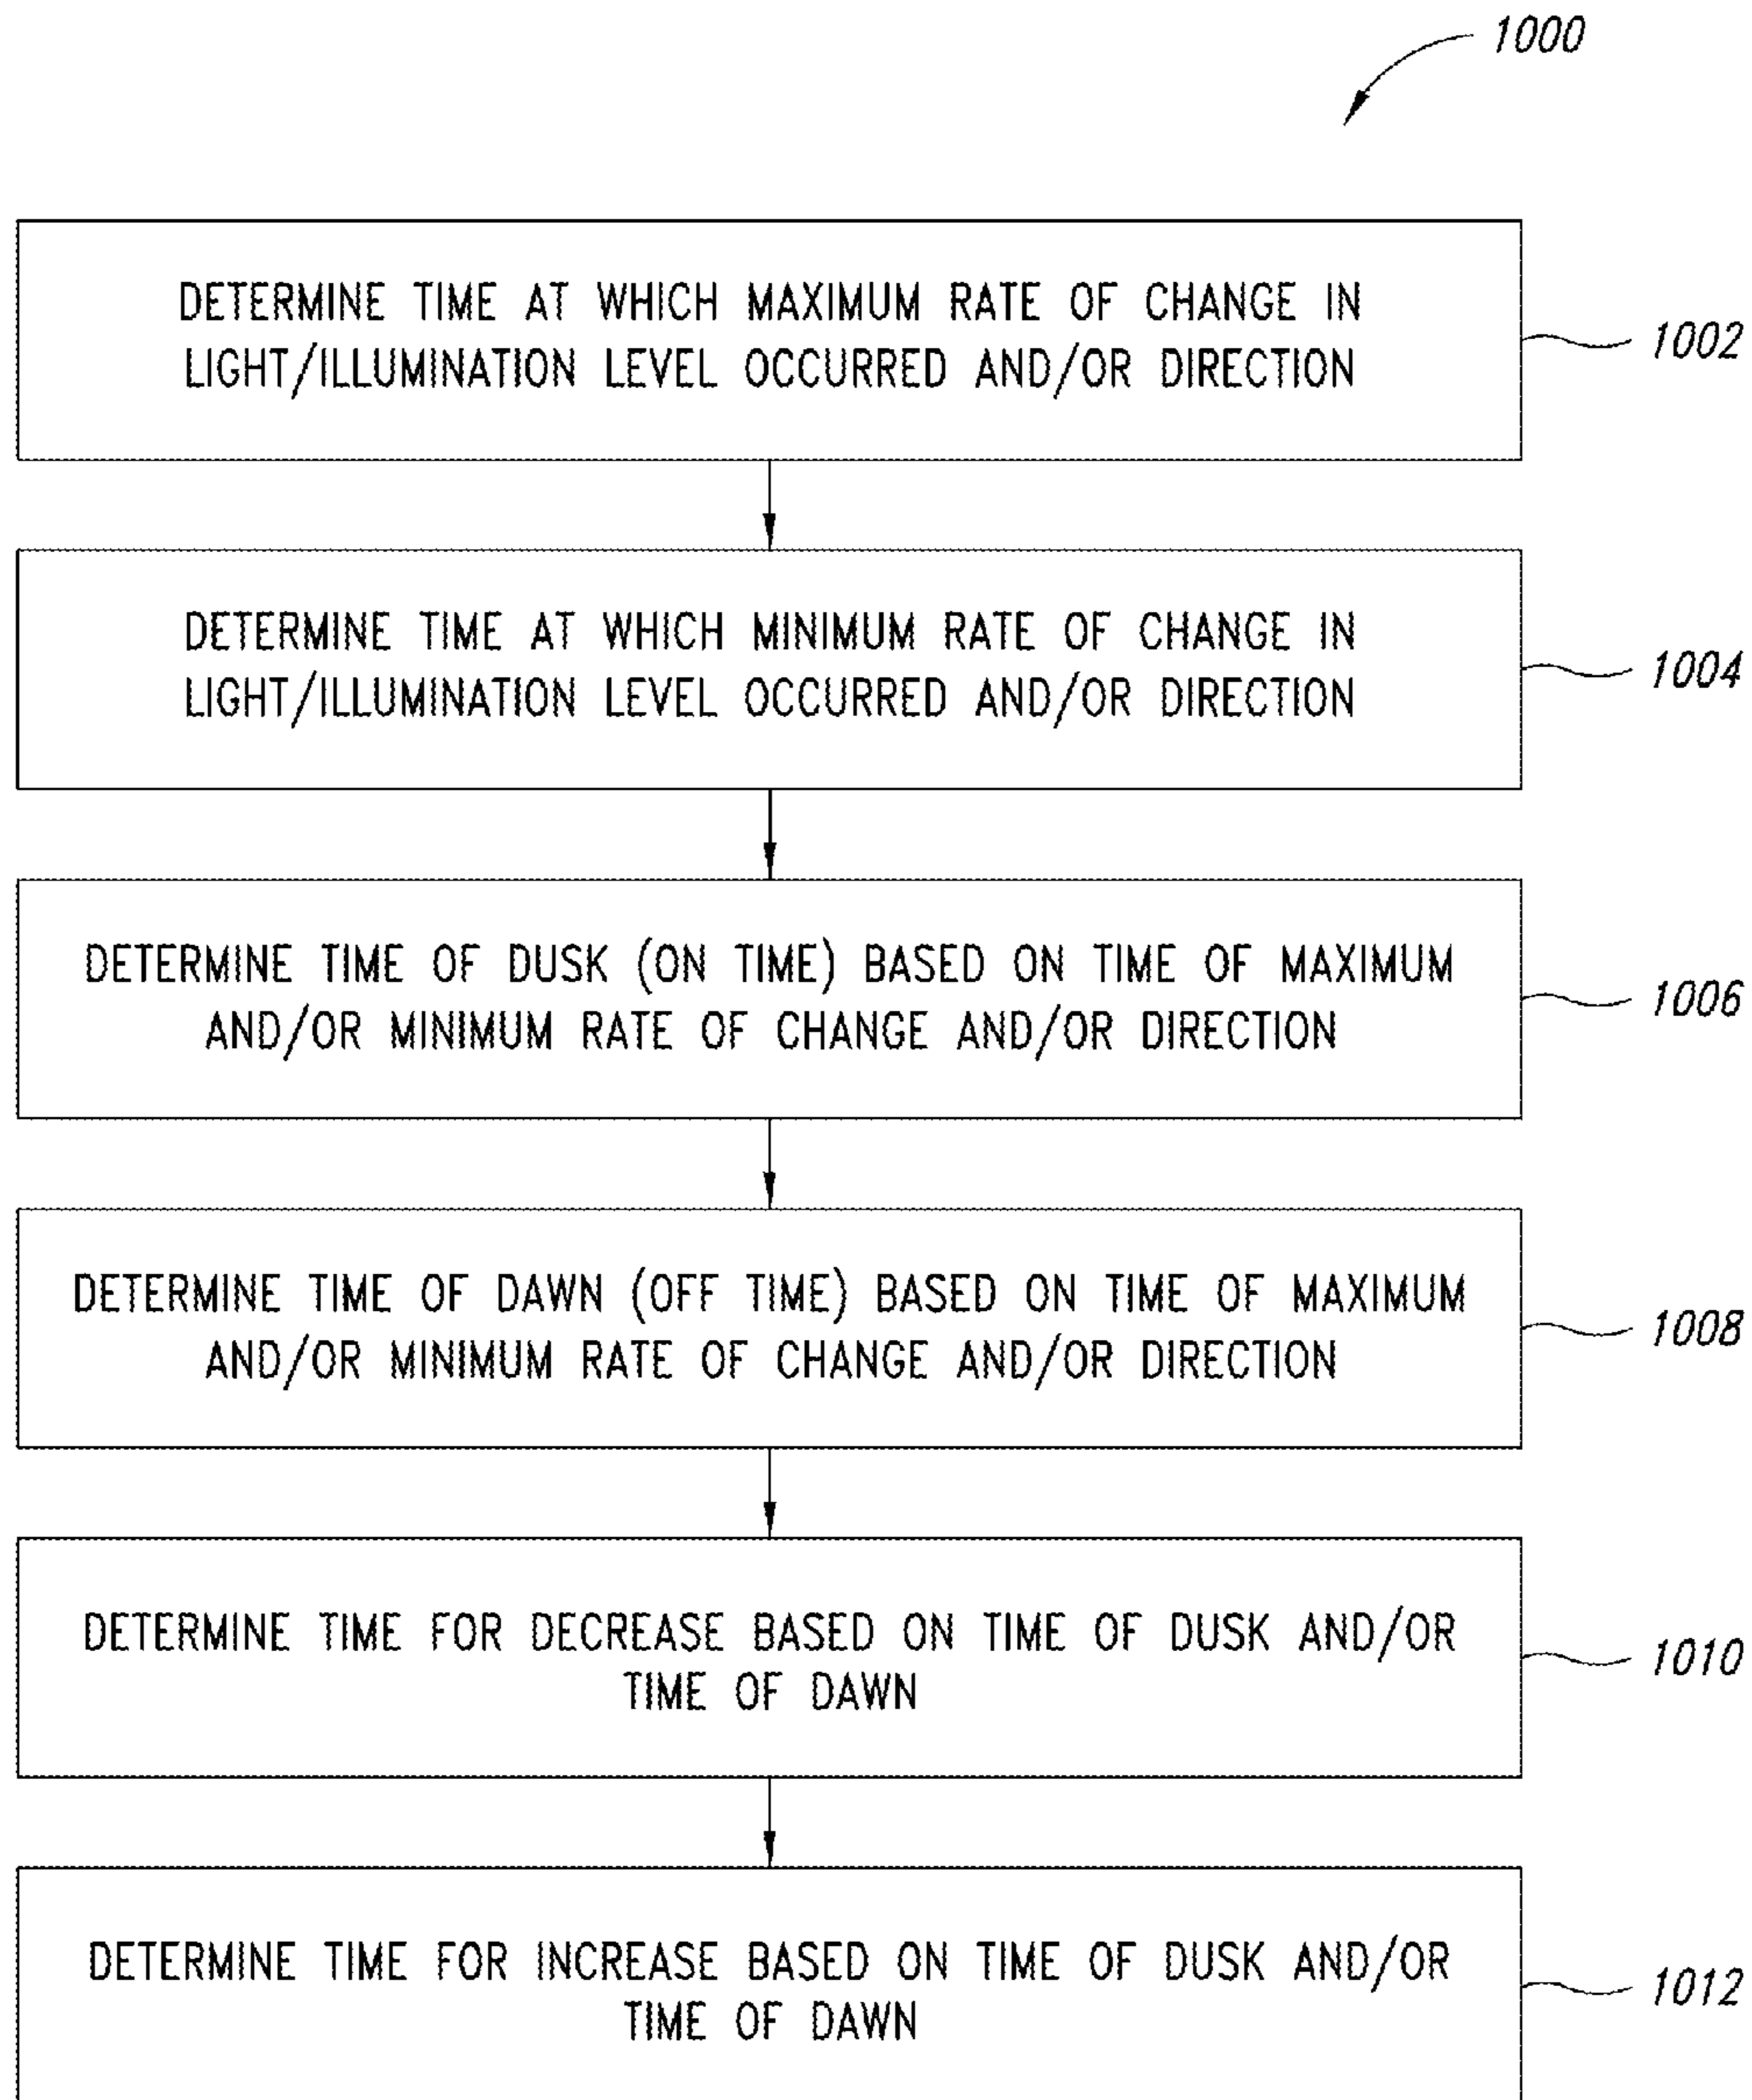 1000
DETERMINE TIME AT WHICH MAXIMUM RATE OF CHANGE IN
LIGHT/ILLUMINATION LEVEL OCCURRED AND/OR DIRECTION
1002
DETERMINE TIME AT WHICH MINIMUM RATE OF CHANGE IN
LIGHT/ILLUMINATION LEVEL OCCURRED AND/OR DIRECTION
1004
DETERMINE TIME OF DUSK (ON TIME) BASED ON TIME OF MAXIMUM
AND/OR MINIMUM RATE OF CHANGE AND/OR DIRECTION
1006
DETERMINE TIME OF DAWN (OFF TIME) BASED ON TIME OF MAXIMUM
AND/OR MINIMUM RATE OF CHANGE AND/OR DIRECTION
1008
DETERMINE TIME FOR DECREASE BASED ON TIME OF DUSK AND/OR
TIME OF DAWN
1010
DETERMINE TIME FOR INCREASE BASED ON TIME OF DUSK AND/OR
TIME OF DAWN
1012